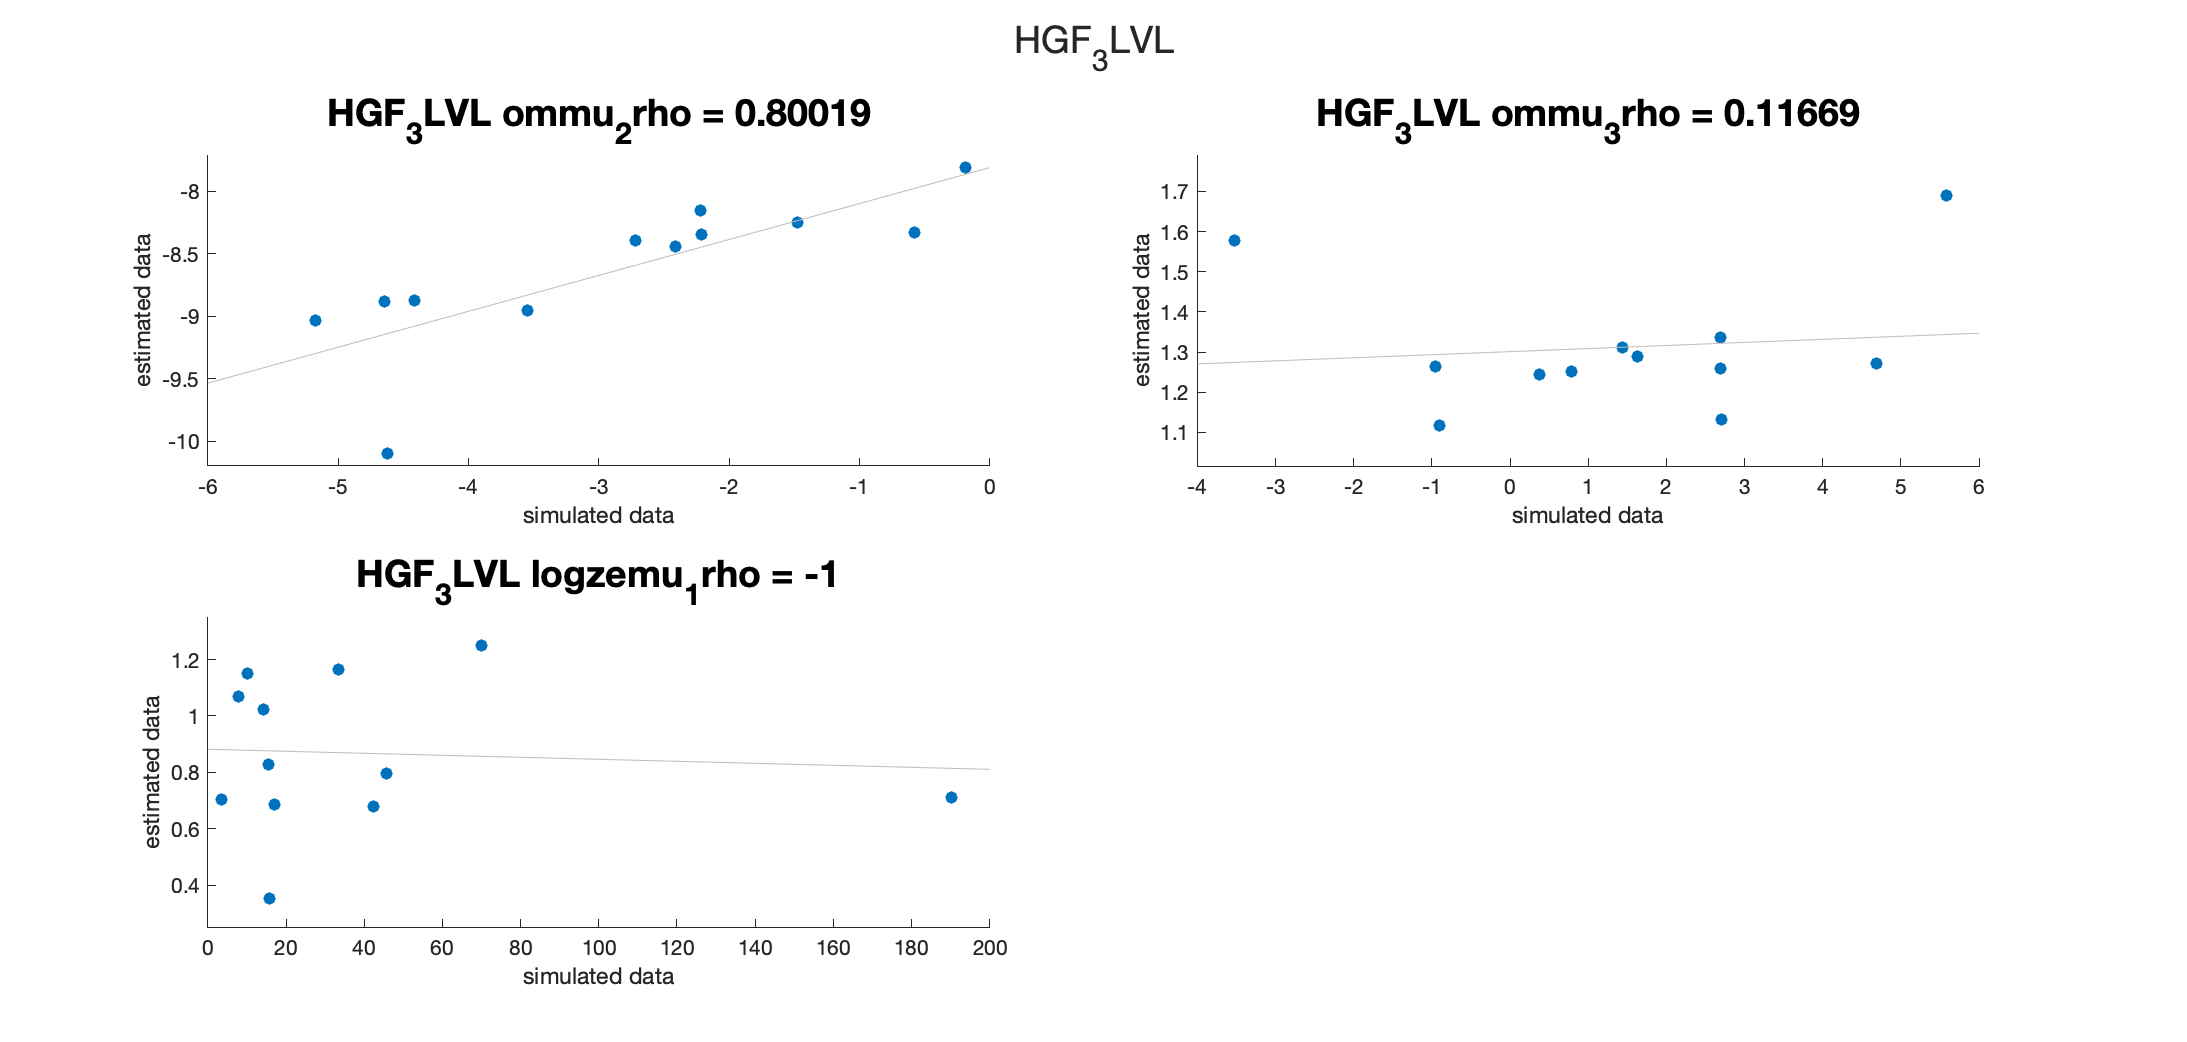 HGF₃LVL
HGF₃LVL ommu₂rho = 0.80019
HGF₃LVL ommu₃rho = 0.11669
estimated data
-8
-8.5
-9
-9.5
-10
-6 -5 -4 -3 -2 -1 0
simulated data
estimated data
1.7
1.6
1.5
1.4
1.3
1.2
1.1
-4 -3 -2 -1 0 1 2 3 4 5 6
simulated data
HGF₃LVL logzemu₁rho = -1
estimated data
1.2
1
0.8
0.6
0.4
0 20 40 60 80 100 120 140 160 180 200
simulated data